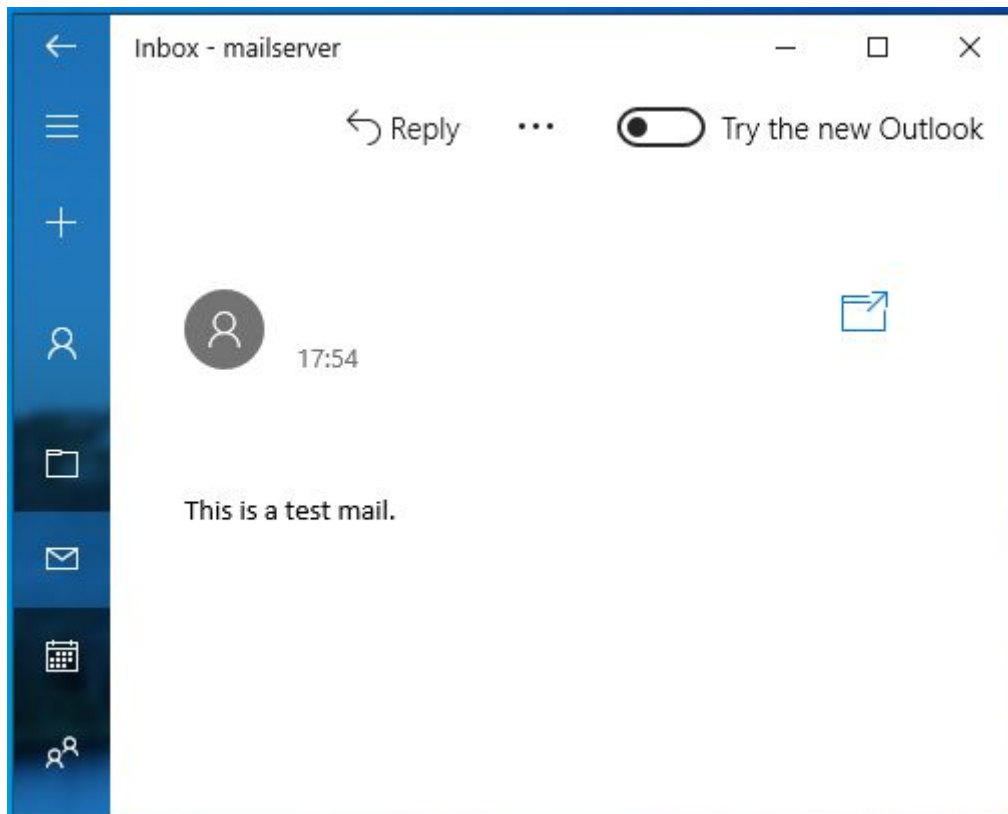 Inbox - mailserver
Reply
Try the new Outlook
17:54
This is a test mail.